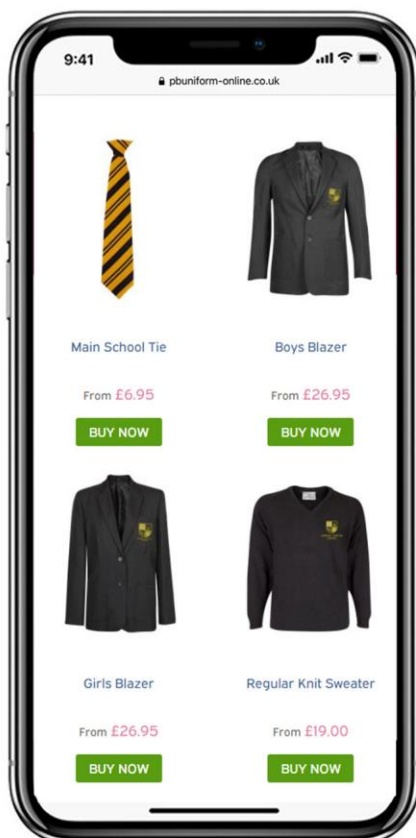 9:41
pbuniform-online.co.uk
Main School Tie
Boys Blazer
From £6.95
From £26.95
BUY NOW
BUY NOW
Girls Blazer
Regular Knit Sweater
From £26.95
From £19.00
BUY NOW
BUY NOW